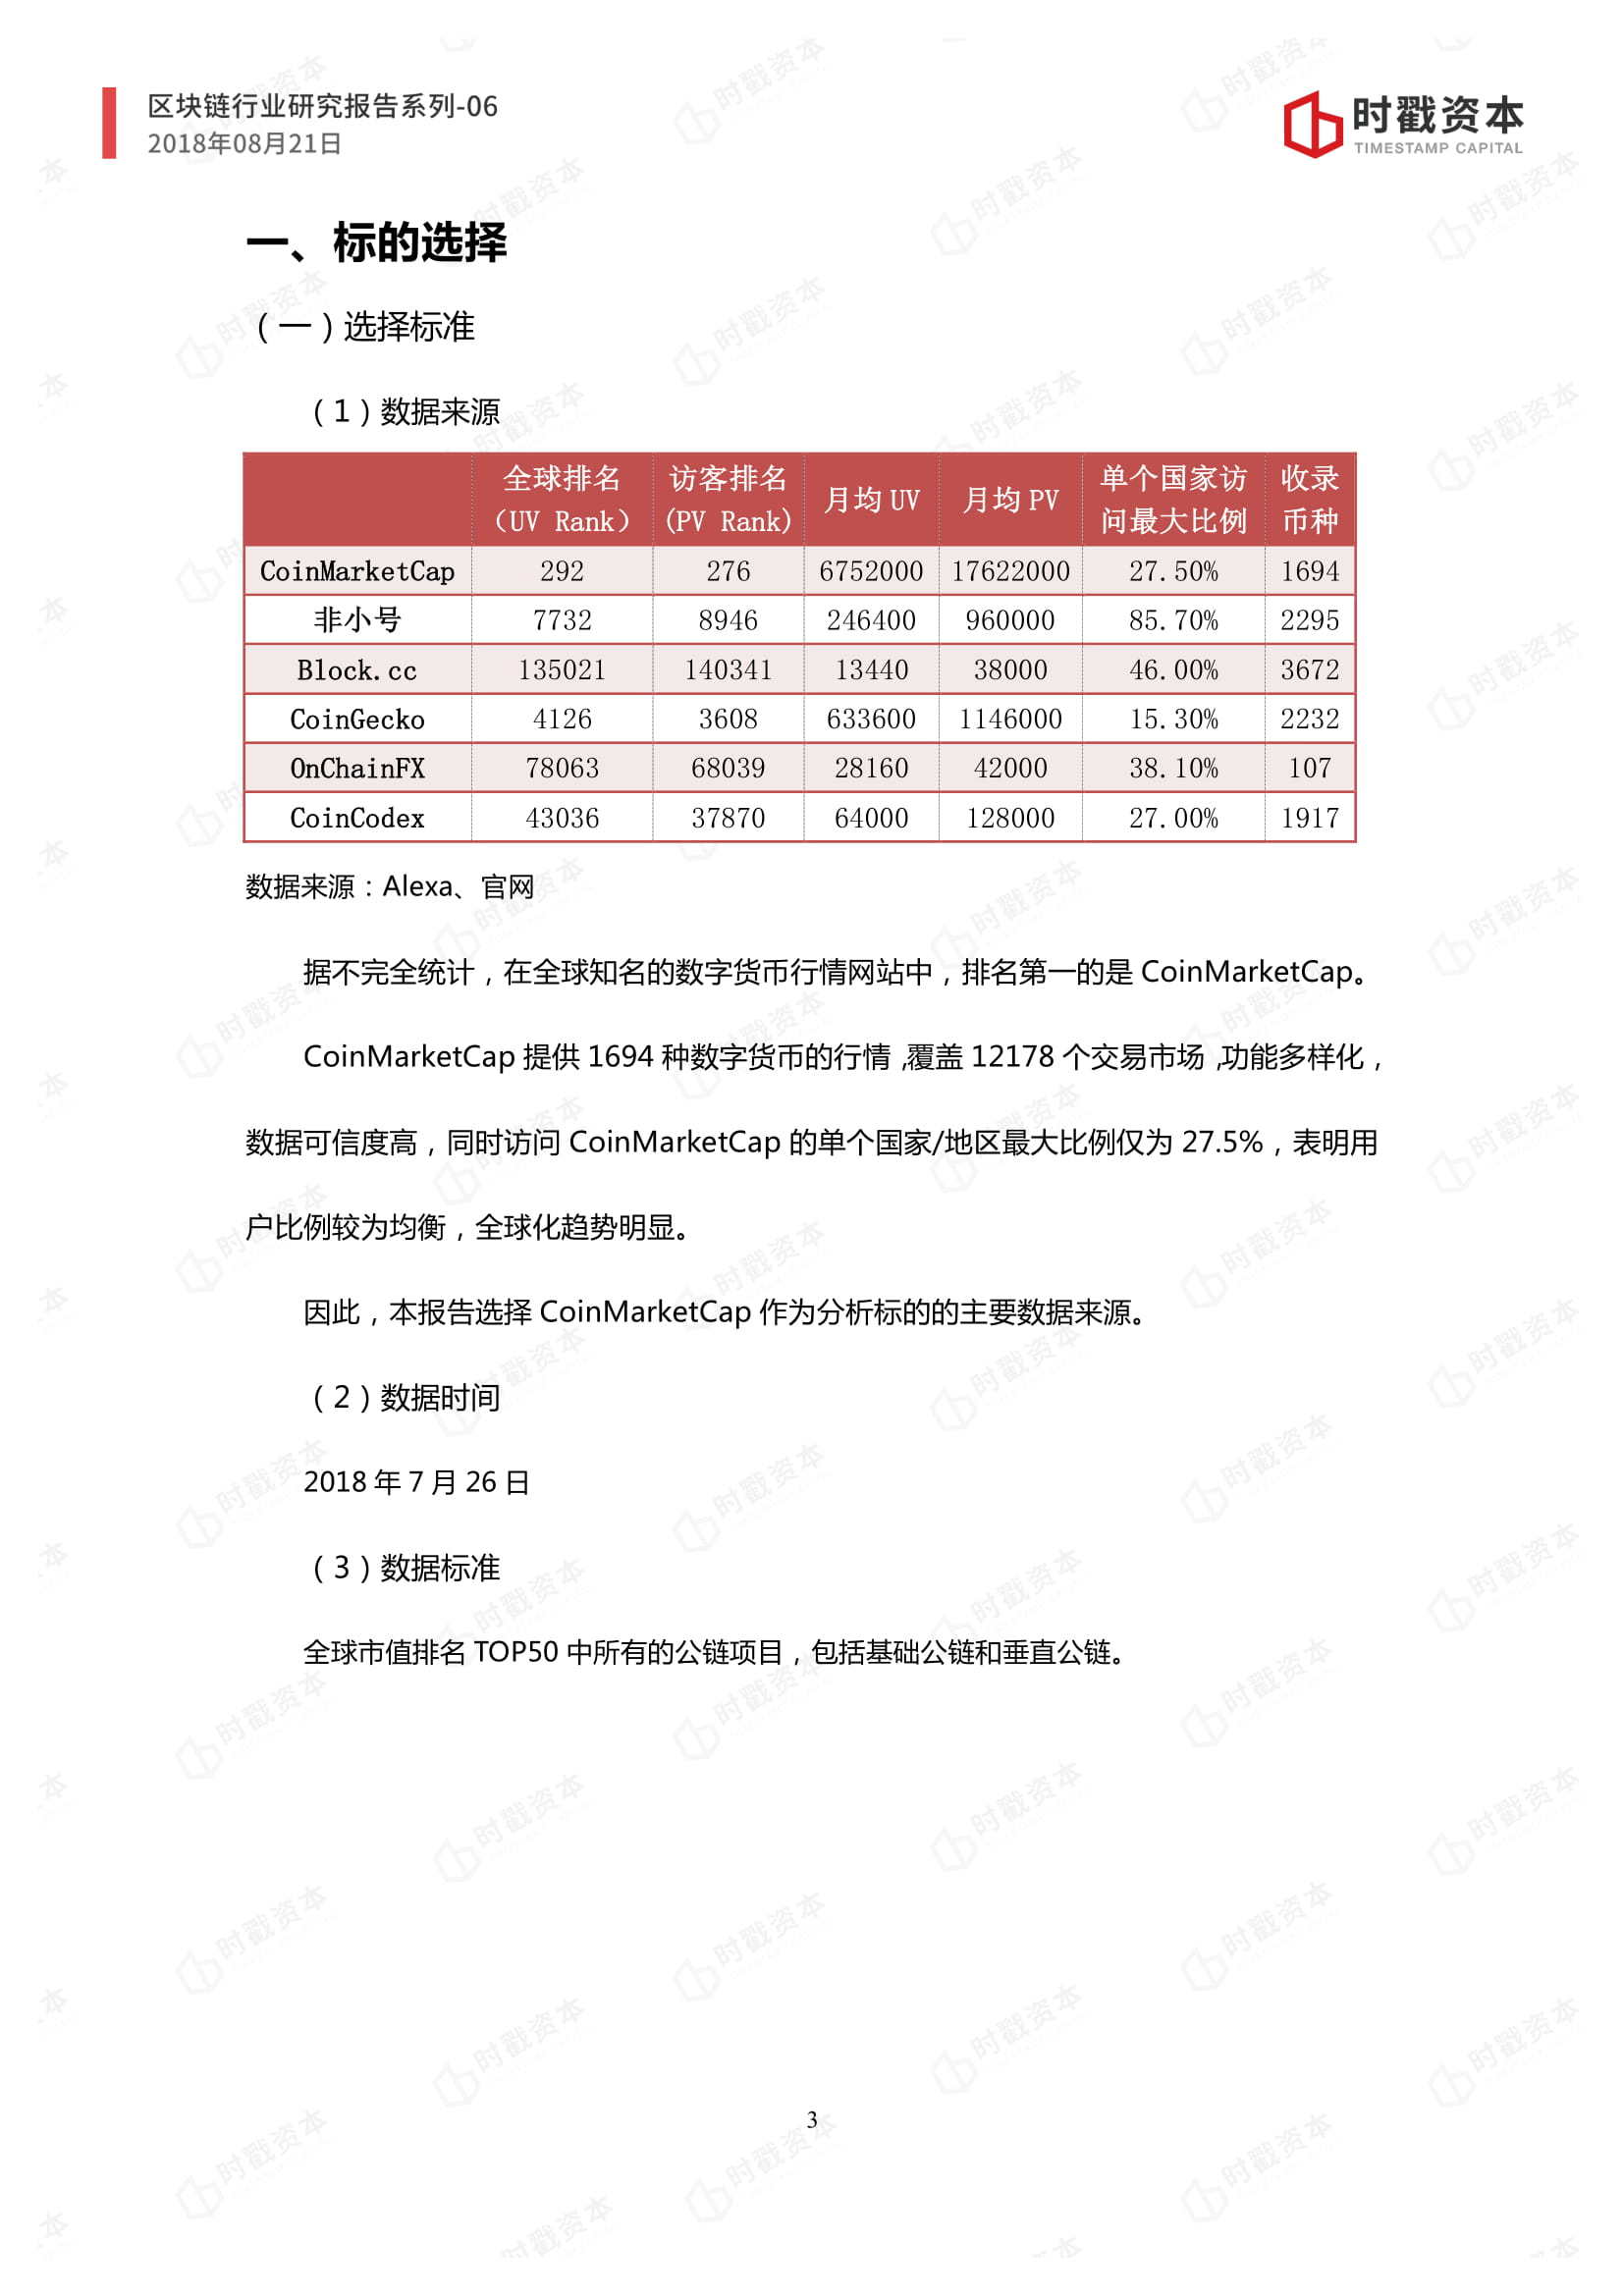 区块链行业研究报告系列-06
2018年08月21日
时戳资本
TIMESTAMP CAPITAL
一、标的选择
（一）选择标准
（1）数据来源
全球排名（UV Rank） 访客排名(PV Rank) 月均 UV 月均 PV 单个国家访问最大比例 收录币种
CoinMarketCap 292 276 6752000 17622000 27.50% 1694
非小号 7732 8946 246400 960000 85.70% 2295
Block.cc 135021 140341 13440 38000 46.00% 3672
CoinGecko 4126 3608 633600 1146000 15.30% 2232
OnChainFX 78063 68039 28160 42000 38.10% 107
CoinCodex 43036 37870 64000 128000 27.00% 1917
数据来源：Alexa、官网
据不完全统计，在全球知名的数字货币行情网站中，排名第一的是 CoinMarketCap。
CoinMarketCap 提供 1694 种数字货币的行情，覆盖 12178 个交易市场，功能多样化，
数据可信度高，同时访问 CoinMarketCap 的单个国家/地区最大比例仅为 27.5%，表明用
户比例较为均衡，全球化趋势明显。
因此，本报告选择 CoinMarketCap 作为分析标的的主要数据来源。
（2）数据时间
2018 年 7 月 26 日
（3）数据标准
全球市值排名 TOP50 中所有的公链项目，包括基础公链和垂直公链。
3